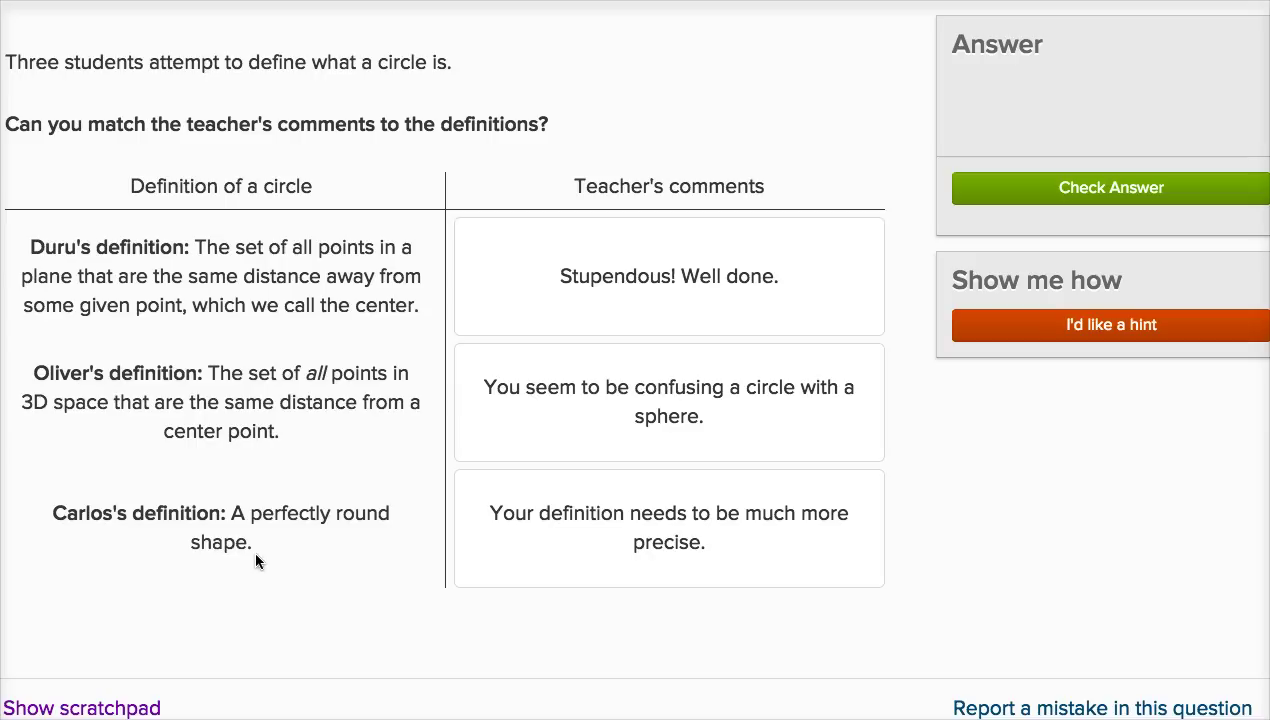 Three students attempt to define what a circle is.
Can you match the teacher's comments to the definitions?
Definition of a circle
Teacher's comments
Duru's definition: The set of all points in a
plane that are the same distance away from
some given point, which we call the center.
Stupendous! Well done.
Oliver's definition: The set of all points in
3D space that are the same distance from a
center point.
You seem to be confusing a circle with a
sphere.
Carlos's definition: A perfectly round
shape.
Your definition needs to be much more
precise.
Answer
Check Answer
Show me how
I'd like a hint
Show scratchpad
Report a mistake in this question